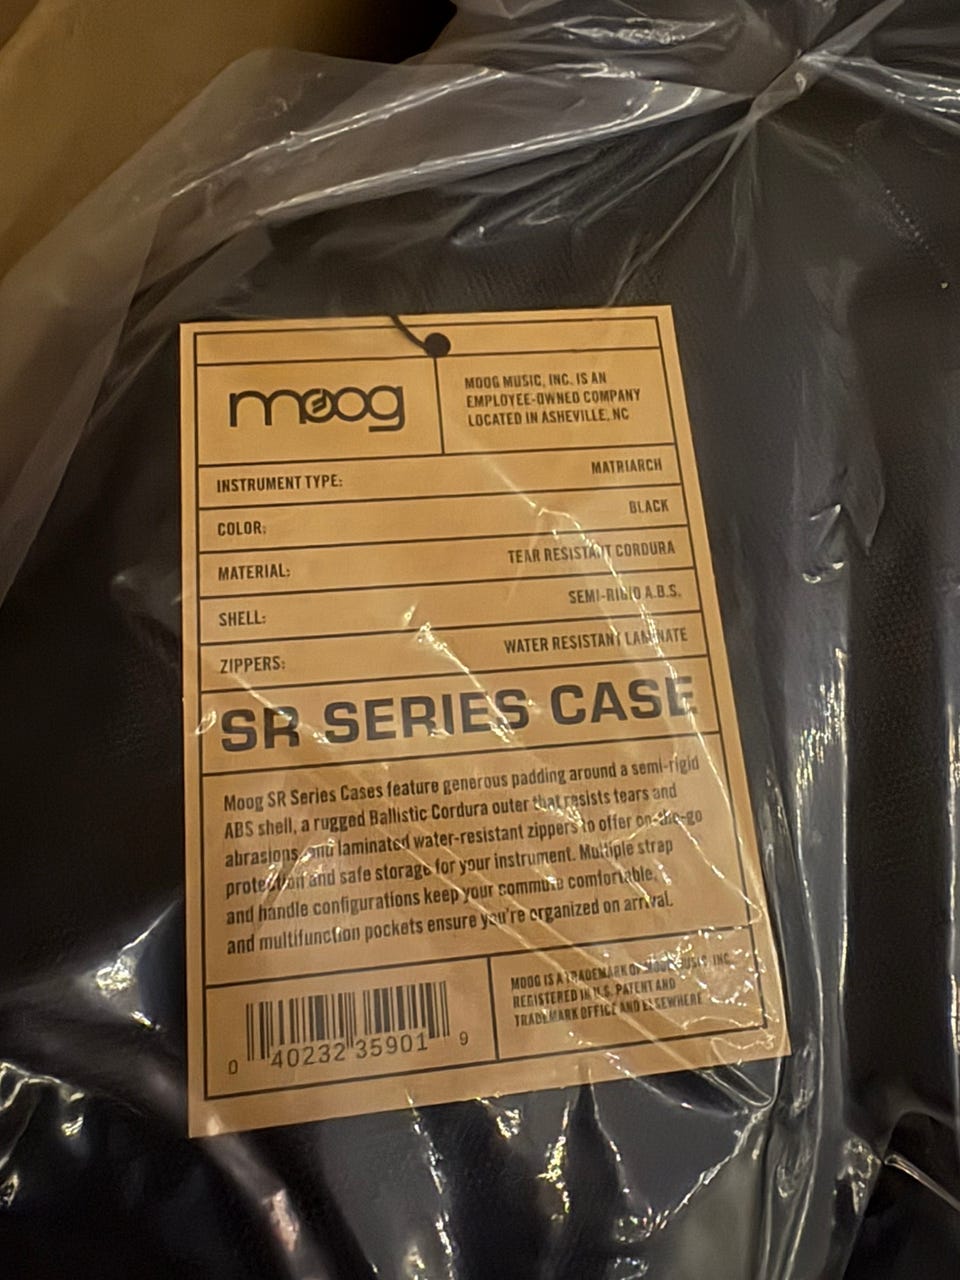 moog
MOOG MUSIC, INC. IS AN
EMPLOYEE-OWNED COMPANY
LOCATED IN ASHEVILLE, NC
INSTRUMENT TYPE: MATRIARCH
COLOR: BLACK
MATERIAL: TEAR RESISTANT CORDURA
SHELL: SEMI-RIGID A.B.S.
ZIPPERS: WATER RESISTANT LAMINATE
SR SERIES CASE
Moog SR Series Cases feature generous padding around a semi-rigid
ABS shell, a rugged Ballistic Cordura outer that resists tears and
abrasions, and laminated water-resistant zippers to offer on-the-go
protection and safe storage for your instrument. Multiple strap
and handle configurations keep your commute comfortable,
and multifunction pockets ensure you're organized on arrival.
0 40232 35901 9
MOOG IS A TRADEMARK OF MOOG MUSIC, INC.
REGISTERED IN U.S. PATENT AND
TRADEMARK OFFICE AND ELSEWHERE